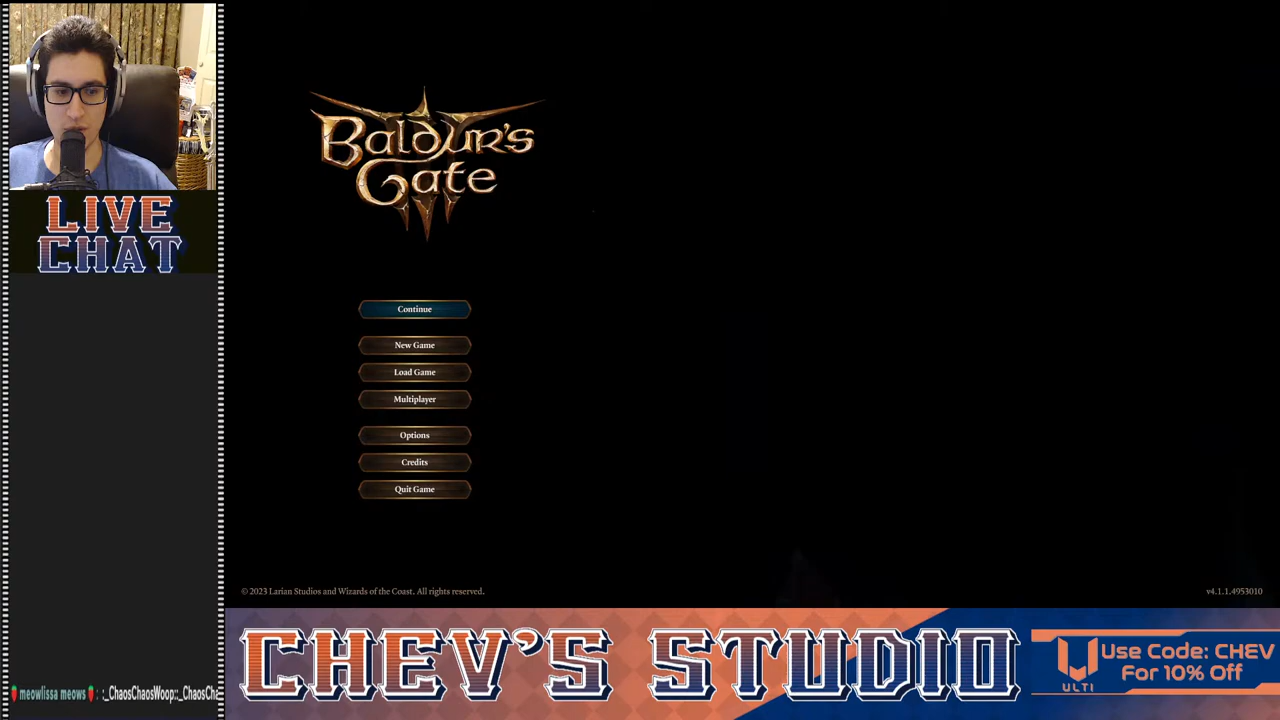 LIVE
CHAT
Baldur's
Gate
Continue
New Game
Load Game
Multiplayer
Options
Credits
Quit Game
© 2023 Larian Studios and Wizards of the Coast. All rights reserved.
v4.1.1.4953010
meowlissa meows : :_ChaosChaosWoop::_ChaosCha
CHEV'S STUDIO
ULTI
Use Code: CHEV
For 10% Off